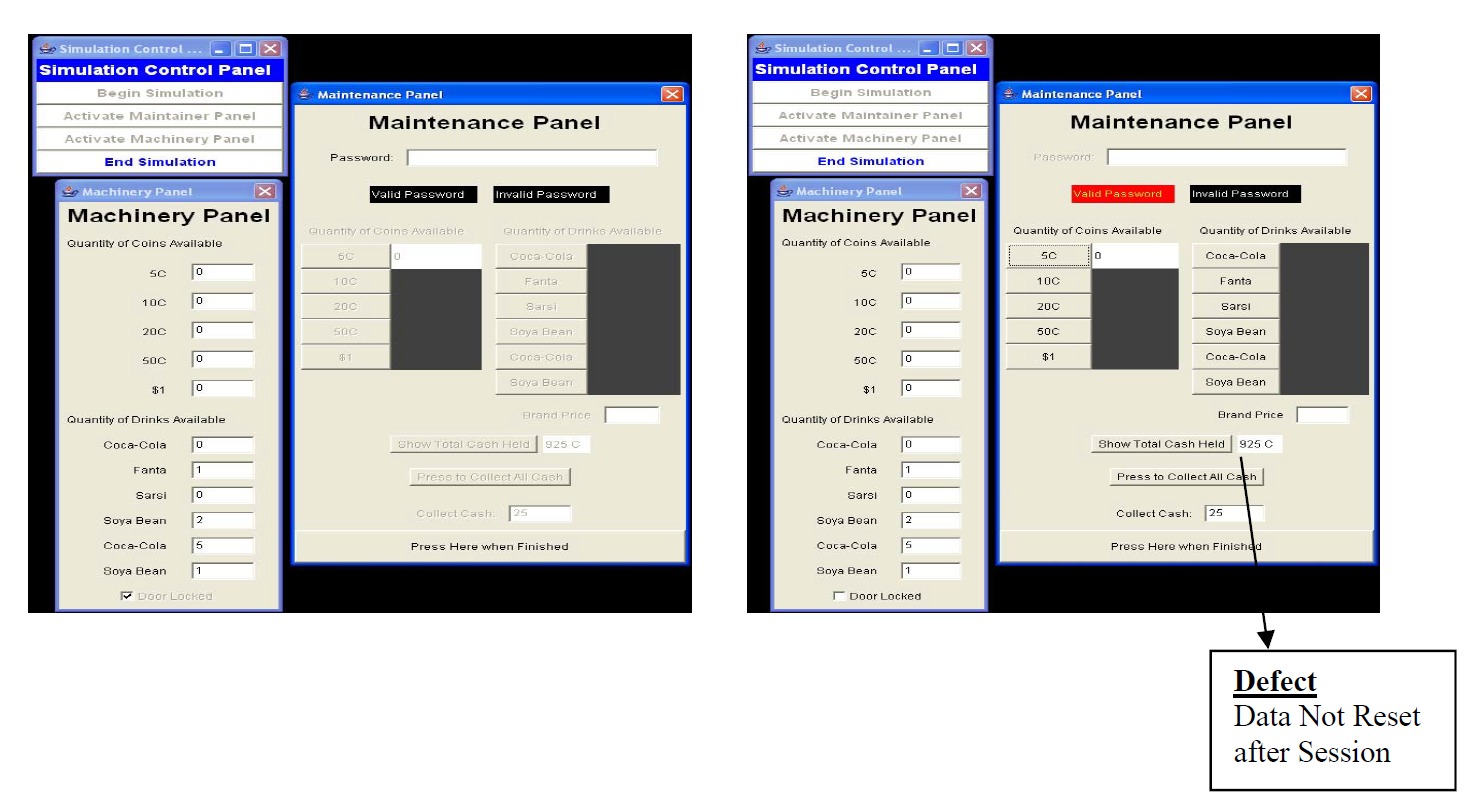 Simulation Control ...
Simulation Control Panel
Begin Simulation
Activate Maintainer Panel
Activate Machinery Panel
End Simulation
Machinery Panel
Machinery Panel
Quantity of Coins Available
5C 0
10C 0
20C 0
50C 0
$1 0
Quantity of Drinks Available
Coca-Cola 0
Fanta 1
Sarsi 0
Soya Bean 2
Coca-Cola 5
Soya Bean 1
Door Locked
Maintenance Panel
Maintenance Panel
Password:
Valid Password Invalid Password
Quantity of Coins Available Quantity of Drinks Available
5C 0 Coca-Cola
10C Fanta
20C Sarsi
50C Soya Bean
$1 Coca-Cola
Soya Bean
Brand Price
Show Total Cash Held 925 C
Press to Collect All Cash
Collect Cash: 25
Press Here when Finished
Simulation Control ...
Simulation Control Panel
Begin Simulation
Activate Maintainer Panel
Activate Machinery Panel
End Simulation
Machinery Panel
Machinery Panel
Quantity of Coins Available
5C 0
10C 0
20C 0
50C 0
$1 0
Quantity of Drinks Available
Coca-Cola 0
Fanta 1
Sarsi 0
Soya Bean 2
Coca-Cola 5
Soya Bean 1
Door Locked
Maintenance Panel
Maintenance Panel
Password:
Valid Password Invalid Password
Quantity of Coins Available Quantity of Drinks Available
5C 0 Coca-Cola
10C Fanta
20C Sarsi
50C Soya Bean
$1 Coca-Cola
Soya Bean
Brand Price
Show Total Cash Held 925 C
Press to Collect All Cash
Collect Cash: 25
Press Here when Finished
Defect
Data Not Reset
after Session